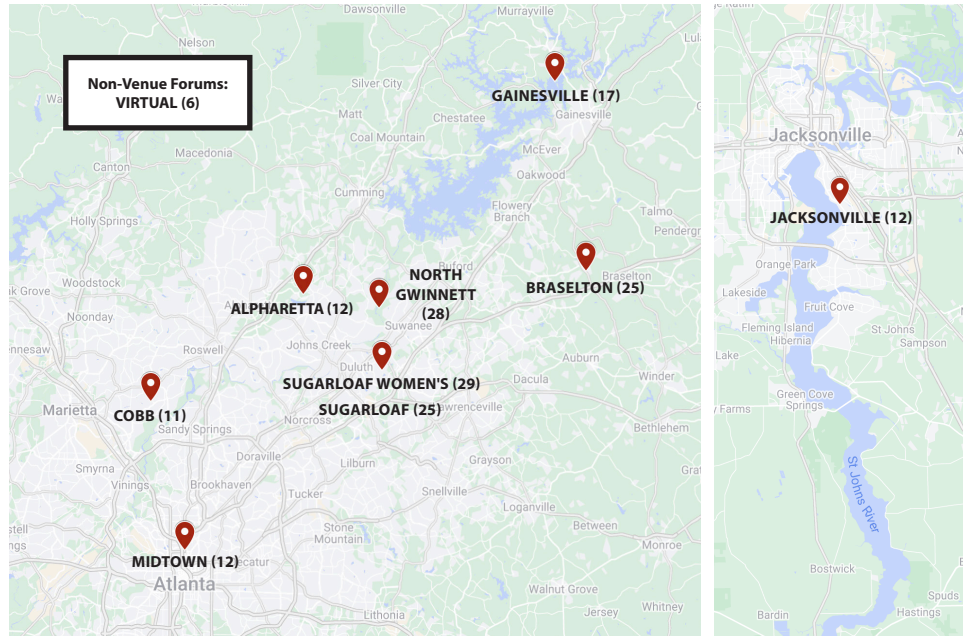 Dawsonville
Murrayville
Nelson
Non-Venue Forums:
VIRTUAL (6)
Silver City
GAINESVILLE (17)
Matt
Chestatee
Gainesville
Coal Mountain
Canton
Macedonia
McEver
Oakwood
Cumming
Holly Springs
Flowery
Branch
Talmo
Woodstock
Buford
NORTH
GWINNETT
(28)
Braselton
BRASELTON (25)
ALPHARETTA (12)
Noonday
Suwanee
Johns Creek
Roswell
Duluth
Auburn
SUGARLOAF WOMEN'S (29)
Dacula
Winder
SUGARLOAF (25)
Marietta
COBB (11)
Sandy Springs
Norcross
Bethlehem
Doraville
Lilburn
Grayson
Smyrna
Vinings
Brookhaven
Tucker
Snellville
Loganville
Stone
Mountain
Between
Monroe
MIDTOWN (12)
Atlanta
Walnut Grove
Lithonia
Jersey
Whitney
Jacksonville
JACKSONVILLE (12)
Orange Park
Lakeside
Fruit Cove
Fleming Island
Hibernia
St Johns
Sampson
Lake
Green Cove
Springs
Farms
St Johns River
Bostwick
Spuds
Bardin
Hastings